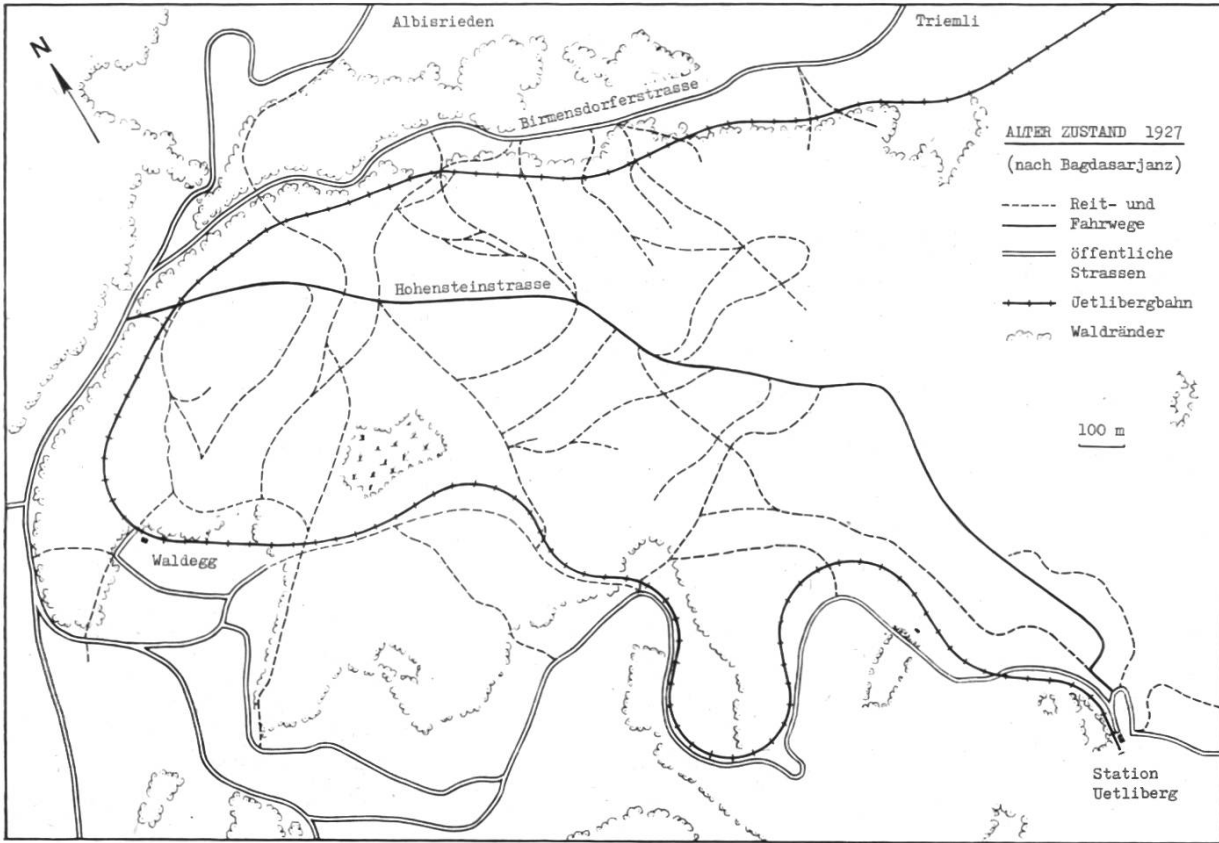 Albisrieden
Triemli
N
Birmensdorferstrasse
ALTER ZUSTAND 1927
(nach Bagdasarjanz)
Reit- und
Fahrwege
öffentliche
Strassen
Uetlibergbahn
Waldränder
Hohensteinstrasse
100 m
Waldegg
Station
Uetliberg